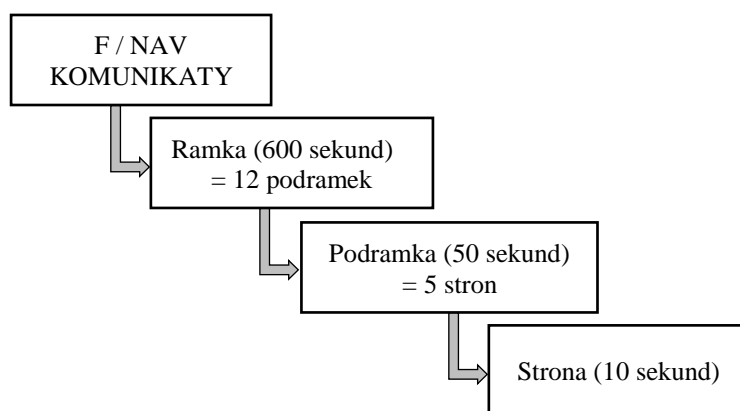 F / NAV
KOMUNIKATY
Ramka (600 sekund)
= 12 podramek
Podramka (50 sekund)
= 5 stron
Strona (10 sekund)